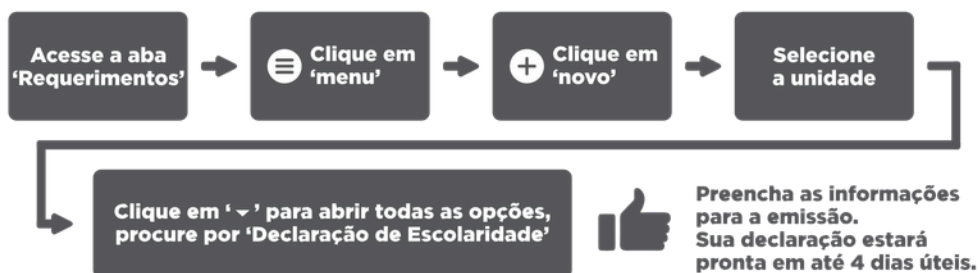 Acesse a aba
‘Requerimentos’
Clique em
‘menu’
Clique em
‘novo’
Selecione
a unidade
Clique em ‘ ’ para abrir todas as opções,
procure por ‘Declaração de Escolaridade’
Preencha as informações
para a emissão.
Sua declaração estará
pronta em até 4 dias úteis.